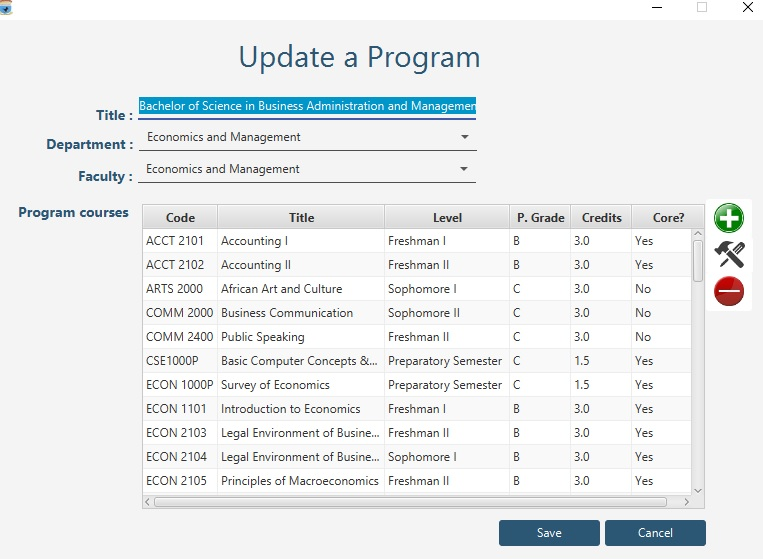 Update a Program
Title : Bachelor of Science in Business Administration and Managemen
Department : Economics and Management
Faculty : Economics and Management
Program courses
Code Title Level P. Grade Credits Core?
ACCT 2101 Accounting I Freshman I B 3.0 Yes
ACCT 2102 Accounting II Freshman II B 3.0 Yes
ARTS 2000 African Art and Culture Sophomore I C 3.0 No
COMM 2000 Business Communication Sophomore II C 3.0 No
COMM 2400 Public Speaking Freshman II C 3.0 No
CSE1000P Basic Computer Concepts &... Preparatory Semester C 1.5 Yes
ECON 1000P Survey of Economics Preparatory Semester C 1.5 Yes
ECON 1101 Introduction to Economics Freshman I B 3.0 Yes
ECON 2103 Legal Environment of Busine... Freshman II B 3.0 Yes
ECON 2104 Legal Environment of Busine... Sophomore I B 3.0 Yes
ECON 2105 Principles of Macroeconomics Freshman II B 3.0 Yes
Save Cancel